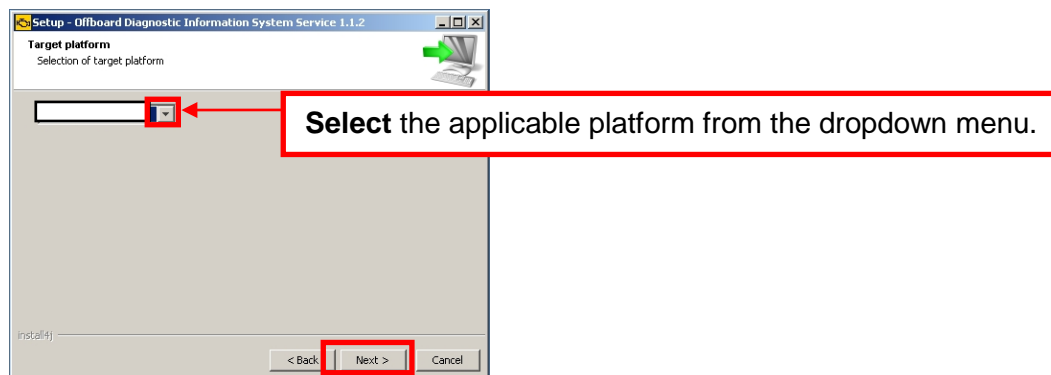 Setup - Offboard Diagnostic Information System Service 1.1.2
Target platform
Selection of target platform
Select the applicable platform from the dropdown menu.
install4j
< Back
Next >
Cancel